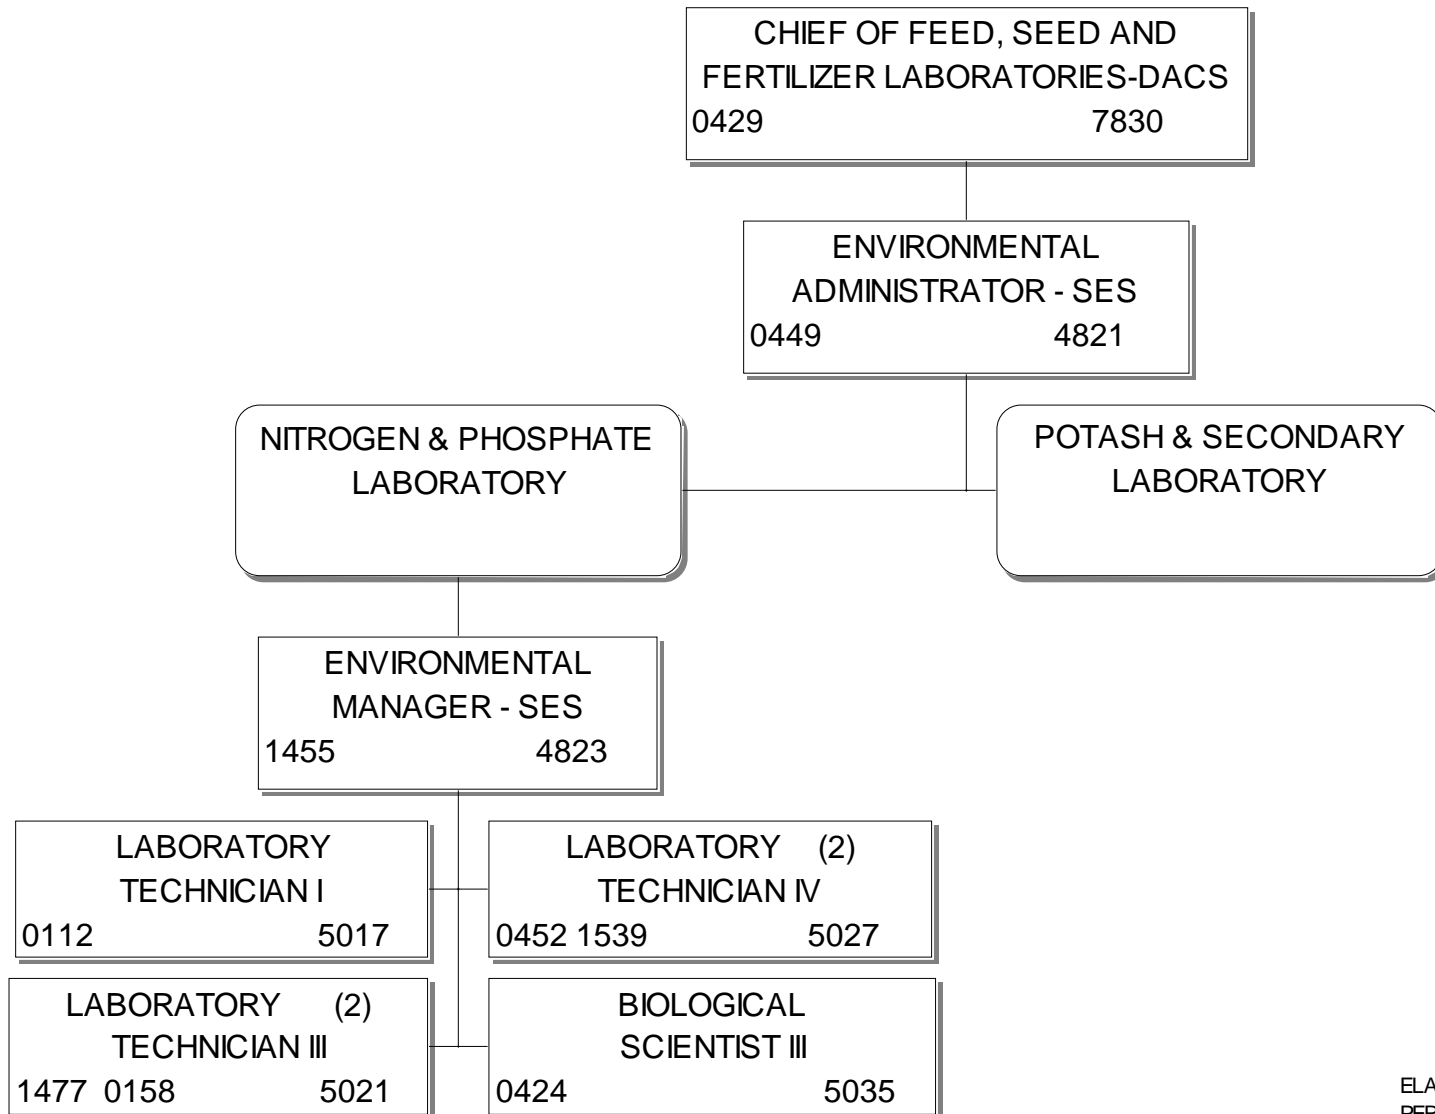 CHIEF OF FEED, SEED AND
FERTILIZER LABORATORIES-DACS
0429 7830
ENVIRONMENTAL
ADMINISTRATOR - SES
0449 4821
NITROGEN & PHOSPHATE
LABORATORY
POTASH & SECONDARY
LABORATORY
ENVIRONMENTAL
MANAGER - SES
1455 4823
LABORATORY
TECHNICIAN I
0112 5017
LABORATORY (2)
TECHNICIAN IV
0452 1539 5027
LABORATORY (2)
TECHNICIAN III
1477 0158 5021
BIOLOGICAL
SCIENTIST III
0424 5035